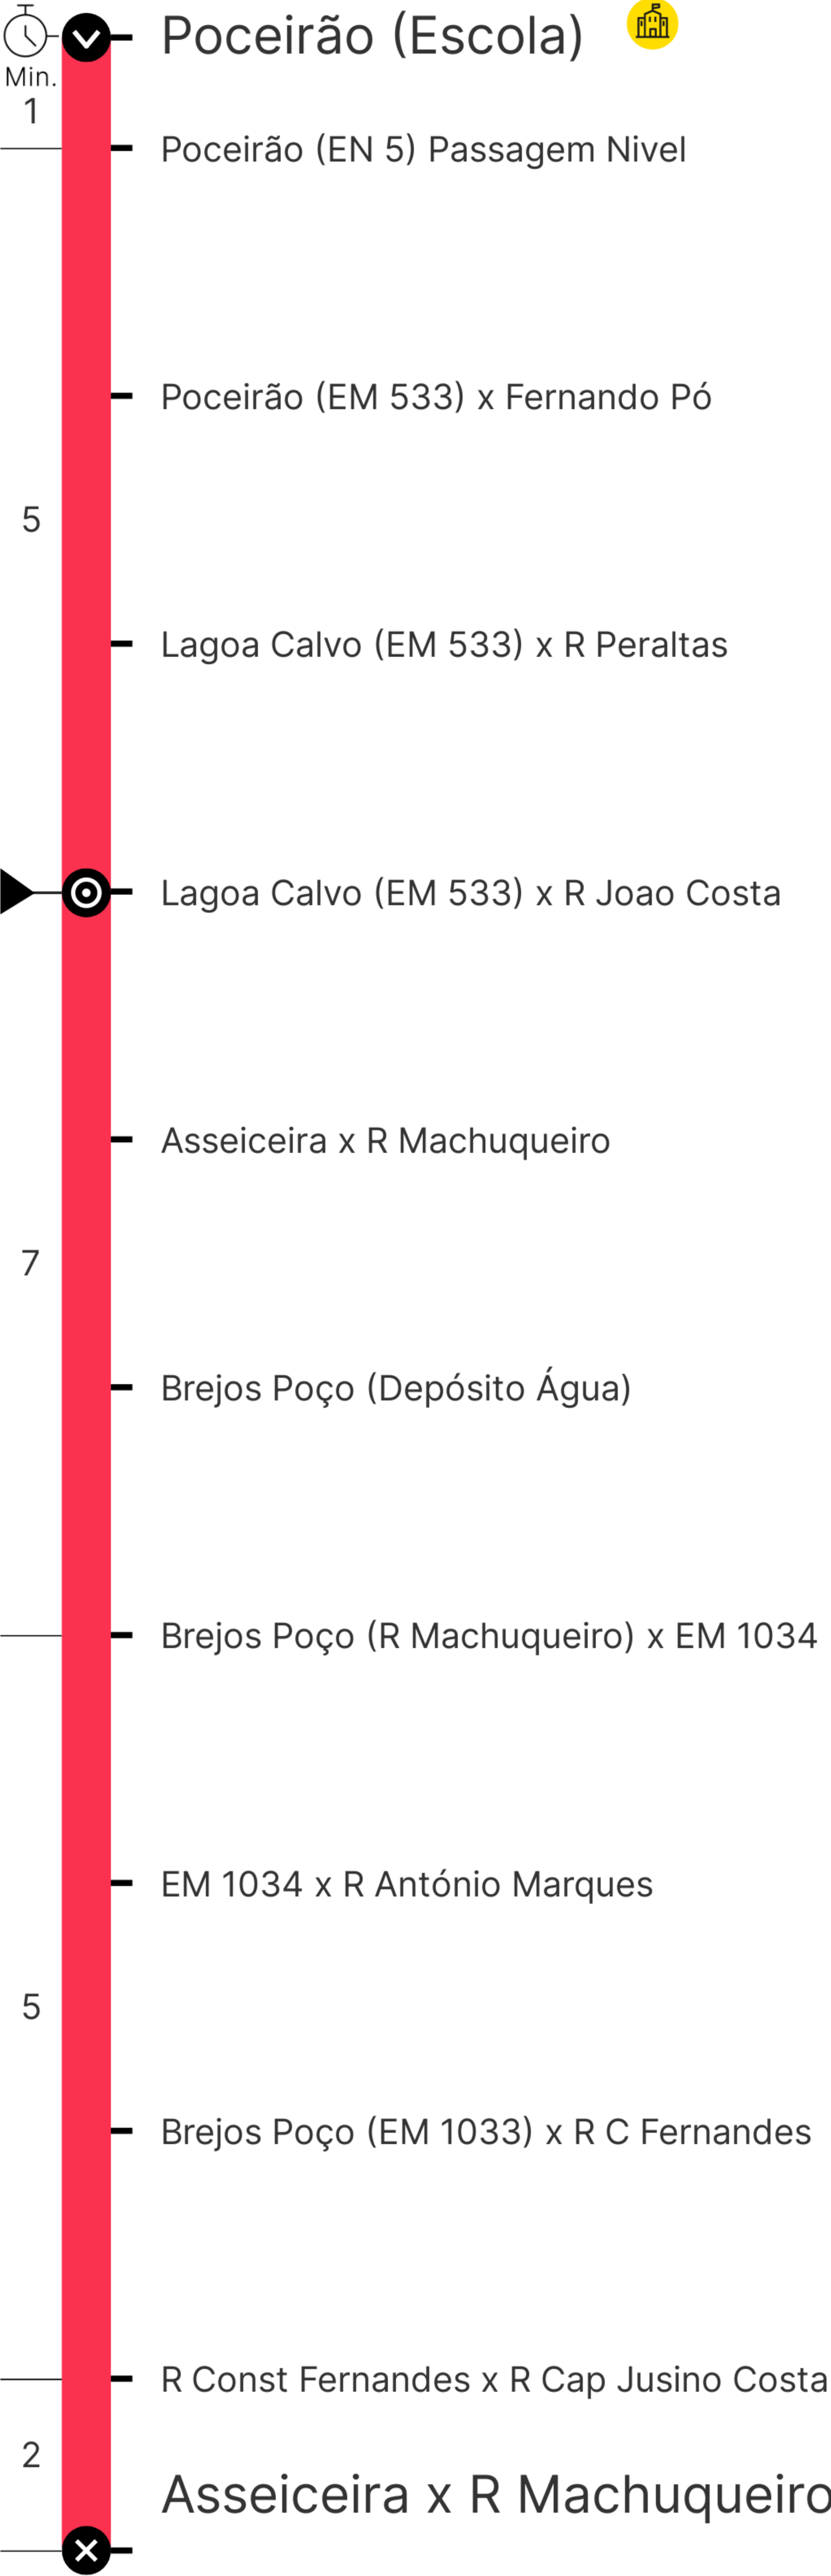 Poceirão (Escola)
Min.
1
Poceirão (EN 5) Passagem Nivel
Poceirão (EM 533) x Fernando Pó
5
Lagoa Calvo (EM 533) x R Peraltas
Lagoa Calvo (EM 533) x R Joao Costa
Asseiceira x R Machuqueiro
7
Brejos Poço (Depósito Água)
Brejos Poço (R Machuqueiro) x EM 1034
EM 1034 x R António Marques
5
Brejos Poço (EM 1033) x R C Fernandes
R Const Fernandes x R Cap Jusino Costa
2
Asseiceira x R Machuqueiro